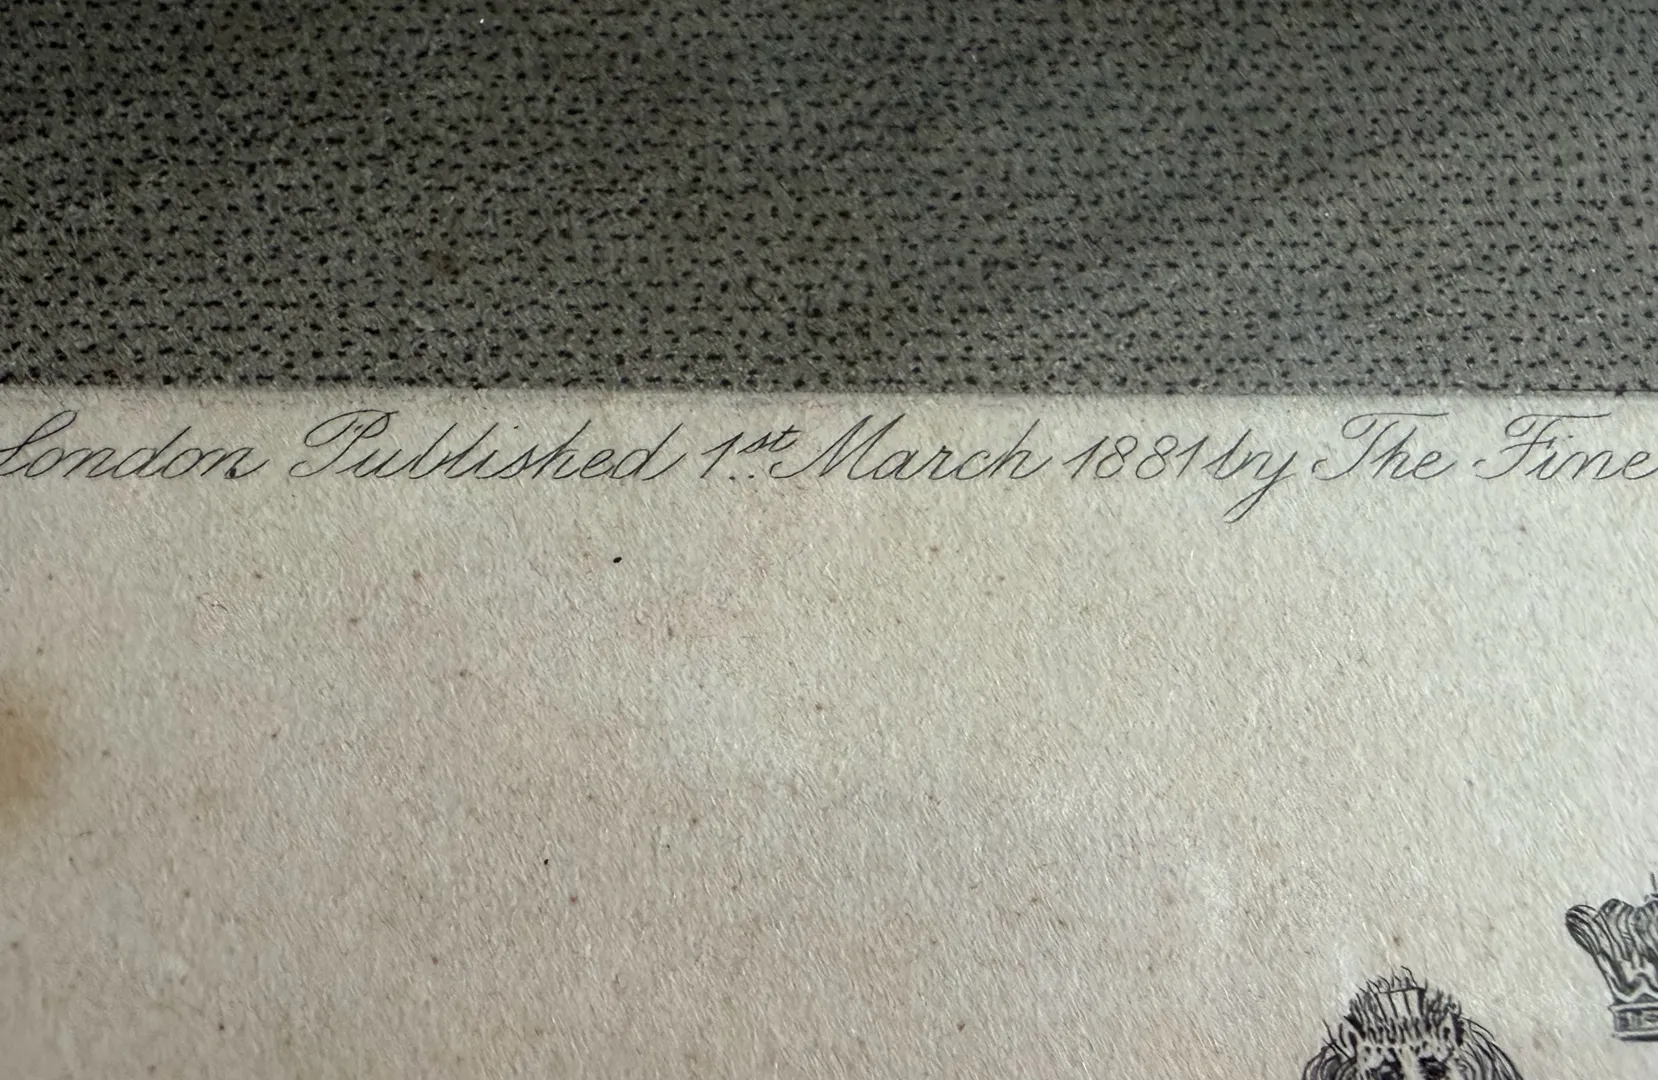 London Published 1st March 1881 by The Fine